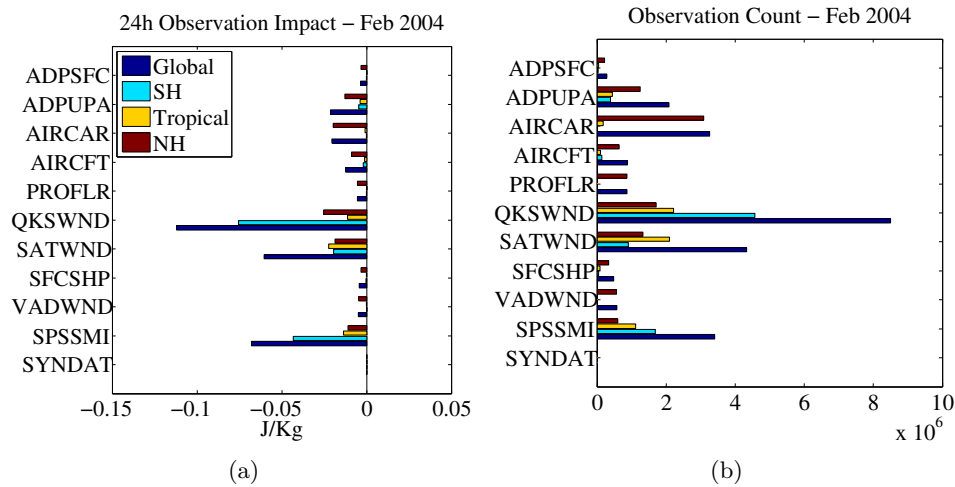 24h Observation Impact − Feb 2004
Global
SH
Tropical
NH
ADPSFC
ADPUPA
AIRCAR
AIRCFT
PROFLR
QKSWND
SATWND
SFCSHP
VADWND
SPSSMI
SYNDAT
−0.15 −0.1 −0.05 0 0.05
J/Kg
(a)
Observation Count − Feb 2004
ADPSFC
ADPUPA
AIRCAR
AIRCFT
PROFLR
QKSWND
SATWND
SFCSHP
VADWND
SPSSMI
SYNDAT
0 2 4 6 8 10
x 10^6
(b)